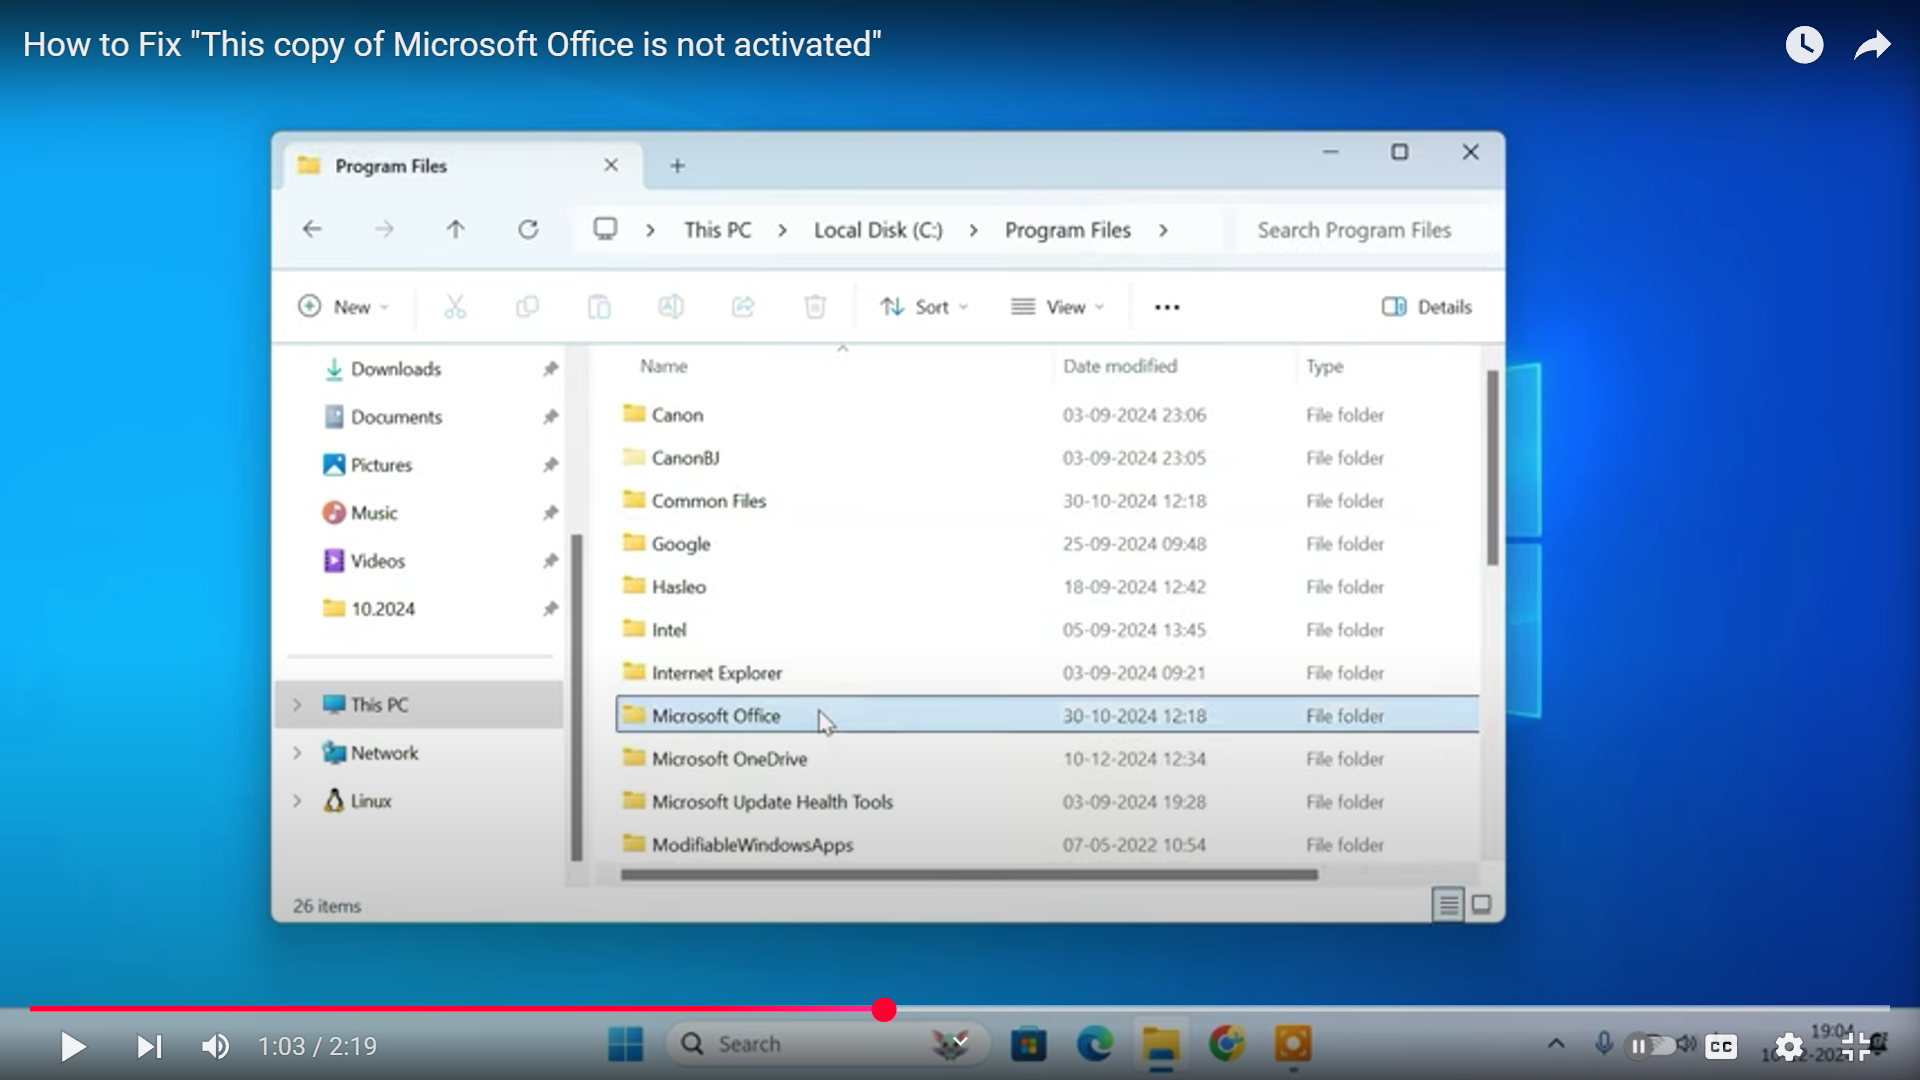 How to Fix "This copy of Microsoft Office is not activated"
Program Files
This PC > Local Disk (C:) > Program Files >
Search Program Files
New
Sort
View
Details
Name Date modified Type
Downloads
Documents
Pictures
Music
Videos
10.2024
This PC
Network
Linux
Canon 03-09-2024 23:06 File folder
CanonBJ 03-09-2024 23:05 File folder
Common Files 30-10-2024 12:18 File folder
Google 25-09-2024 09:48 File folder
Hasleo 18-09-2024 12:42 File folder
Intel 05-09-2024 13:45 File folder
Internet Explorer 03-09-2024 09:21 File folder
Microsoft Office 30-10-2024 12:18 File folder
Microsoft OneDrive 10-12-2024 12:34 File folder
Microsoft Update Health Tools 03-09-2024 19:28 File folder
ModifiableWindowsApps 07-05-2022 10:54 File folder
26 items
1:03 / 2:19
Search
CC
19:04